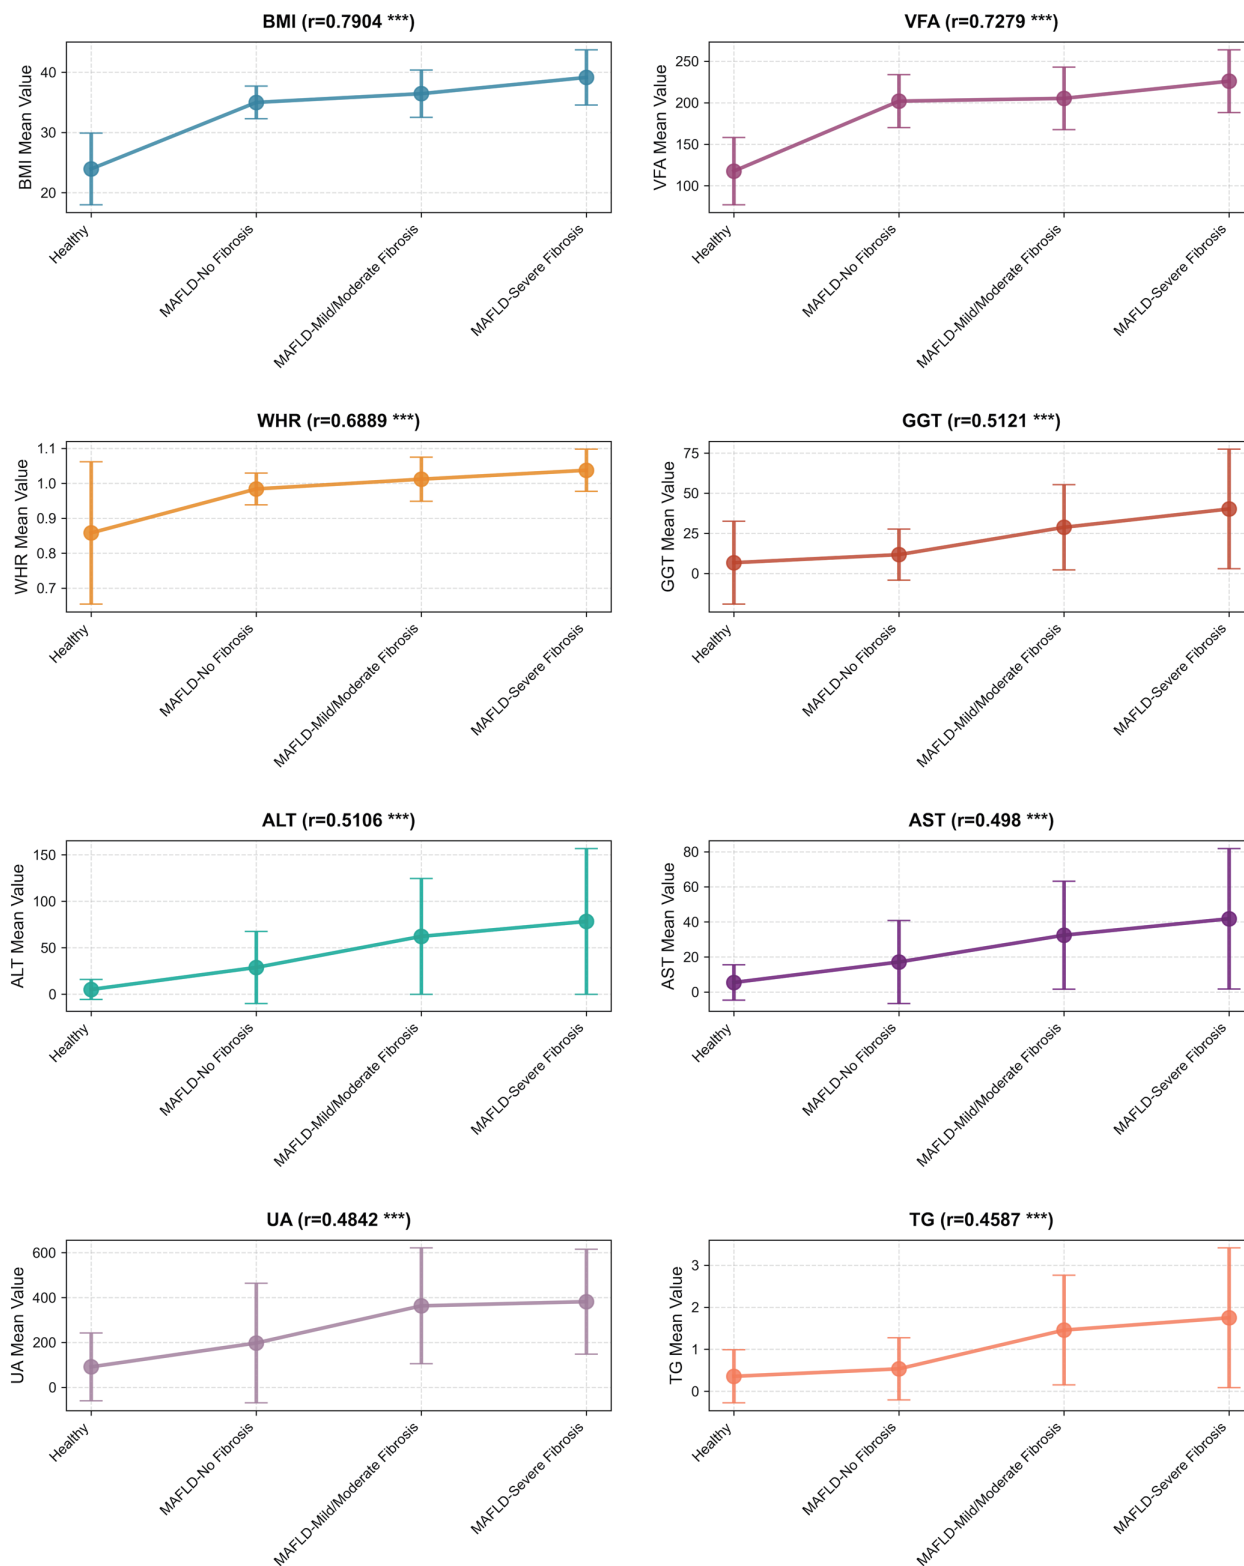 BMI (r=0.7904 ***)
BMI Mean Value
40
30
20
Healthy
MAFLD-No Fibrosis
MAFLD-Mild/Moderate Fibrosis
MAFLD-Severe Fibrosis
VFA (r=0.7279 ***)
VFA Mean Value
250
200
150
100
Healthy
MAFLD-No Fibrosis
MAFLD-Mild/Moderate Fibrosis
MAFLD-Severe Fibrosis
WHR (r=0.6889 ***)
WHR Mean Value
1.1
1.0
0.9
0.8
0.7
Healthy
MAFLD-No Fibrosis
MAFLD-Mild/Moderate Fibrosis
MAFLD-Severe Fibrosis
GGT (r=0.5121 ***)
GGT Mean Value
75
50
25
0
Healthy
MAFLD-No Fibrosis
MAFLD-Mild/Moderate Fibrosis
MAFLD-Severe Fibrosis
ALT (r=0.5106 ***)
ALT Mean Value
150
100
50
0
Healthy
MAFLD-No Fibrosis
MAFLD-Mild/Moderate Fibrosis
MAFLD-Severe Fibrosis
AST (r=0.498 ***)
AST Mean Value
80
60
40
20
0
Healthy
MAFLD-No Fibrosis
MAFLD-Mild/Moderate Fibrosis
MAFLD-Severe Fibrosis
UA (r=0.4842 ***)
UA Mean Value
600
400
200
0
Healthy
MAFLD-No Fibrosis
MAFLD-Mild/Moderate Fibrosis
MAFLD-Severe Fibrosis
TG (r=0.4587 ***)
TG Mean Value
3
2
1
0
Healthy
MAFLD-No Fibrosis
MAFLD-Mild/Moderate Fibrosis
MAFLD-Severe Fibrosis